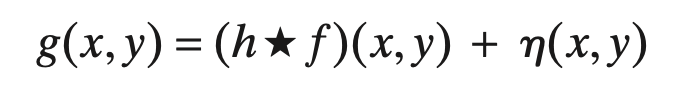 g(x, y) = (h ★ f)(x, y) + η(x, y)